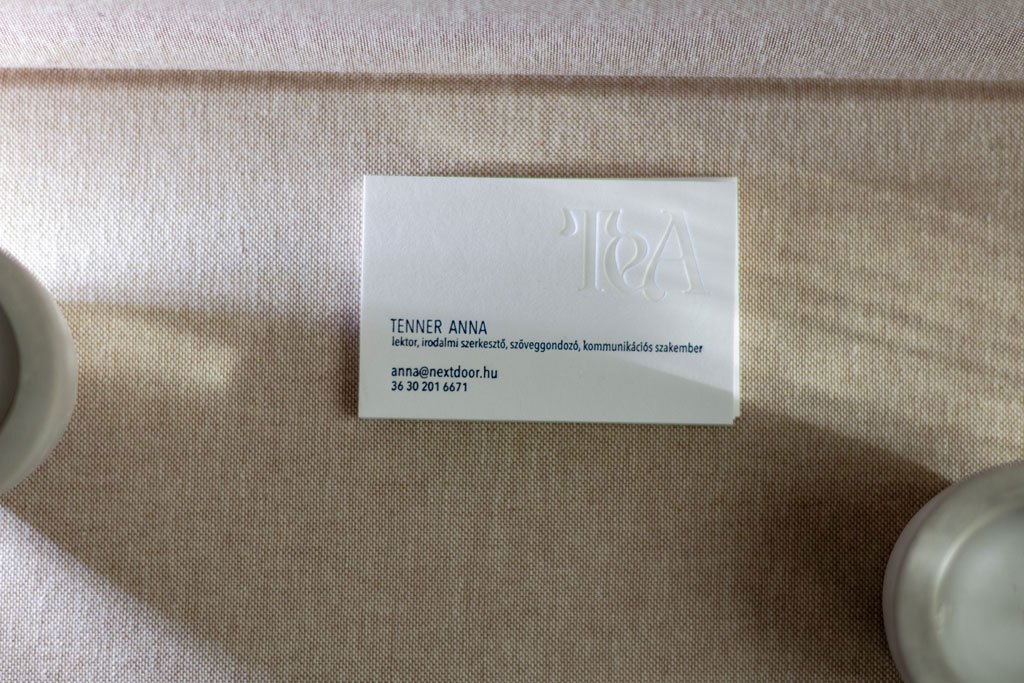 T&A
TENNER ANNA
lektor, irodalmi szerkesztő, szöveggondozó, kommunikációs szakember
anna@nextdoor.hu
36 30 201 6671